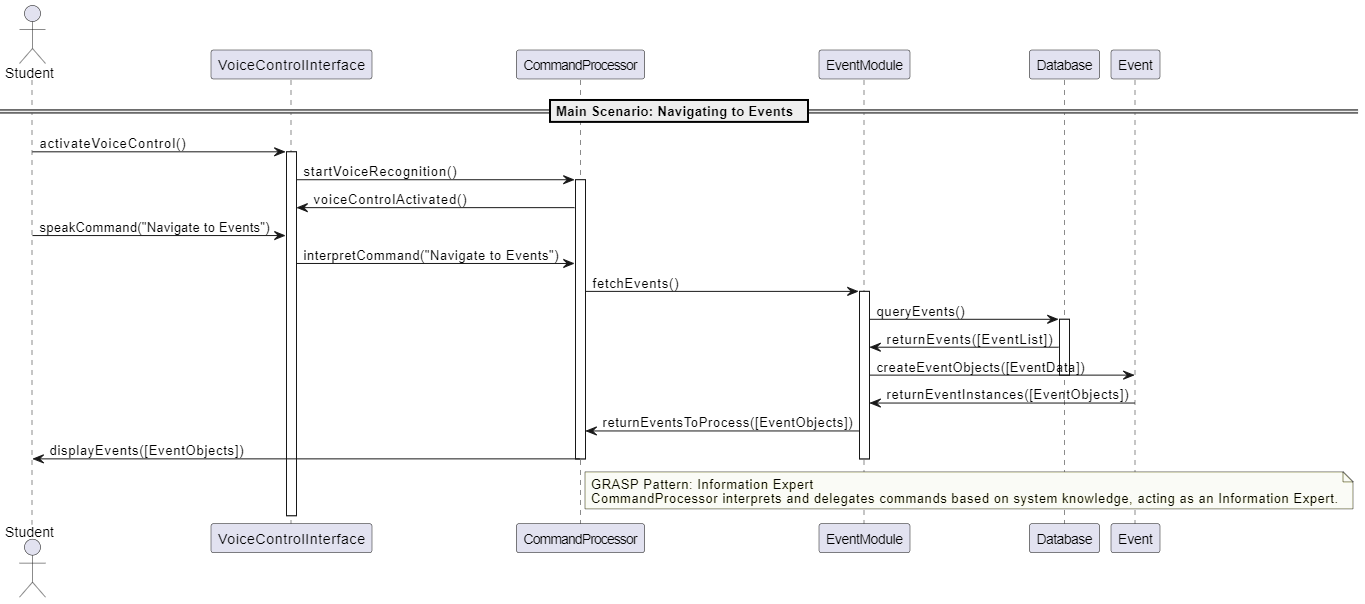 Student
VoiceControlInterface
CommandProcessor
EventModule
Database
Event
Main Scenario: Navigating to Events
activateVoiceControl()
startVoiceRecognition()
voiceControlActivated()
speakCommand("Navigate to Events")
interpretCommand("Navigate to Events")
fetchEvents()
queryEvents()
returnEvents([EventList])
createEventObjects([EventData])
returnEventInstances([EventObjects])
returnEventsToProcess([EventObjects])
displayEvents([EventObjects])
GRASP Pattern: Information Expert
CommandProcessor interprets and delegates commands based on system knowledge, acting as an Information Expert.
Student
VoiceControlInterface
CommandProcessor
EventModule
Database
Event